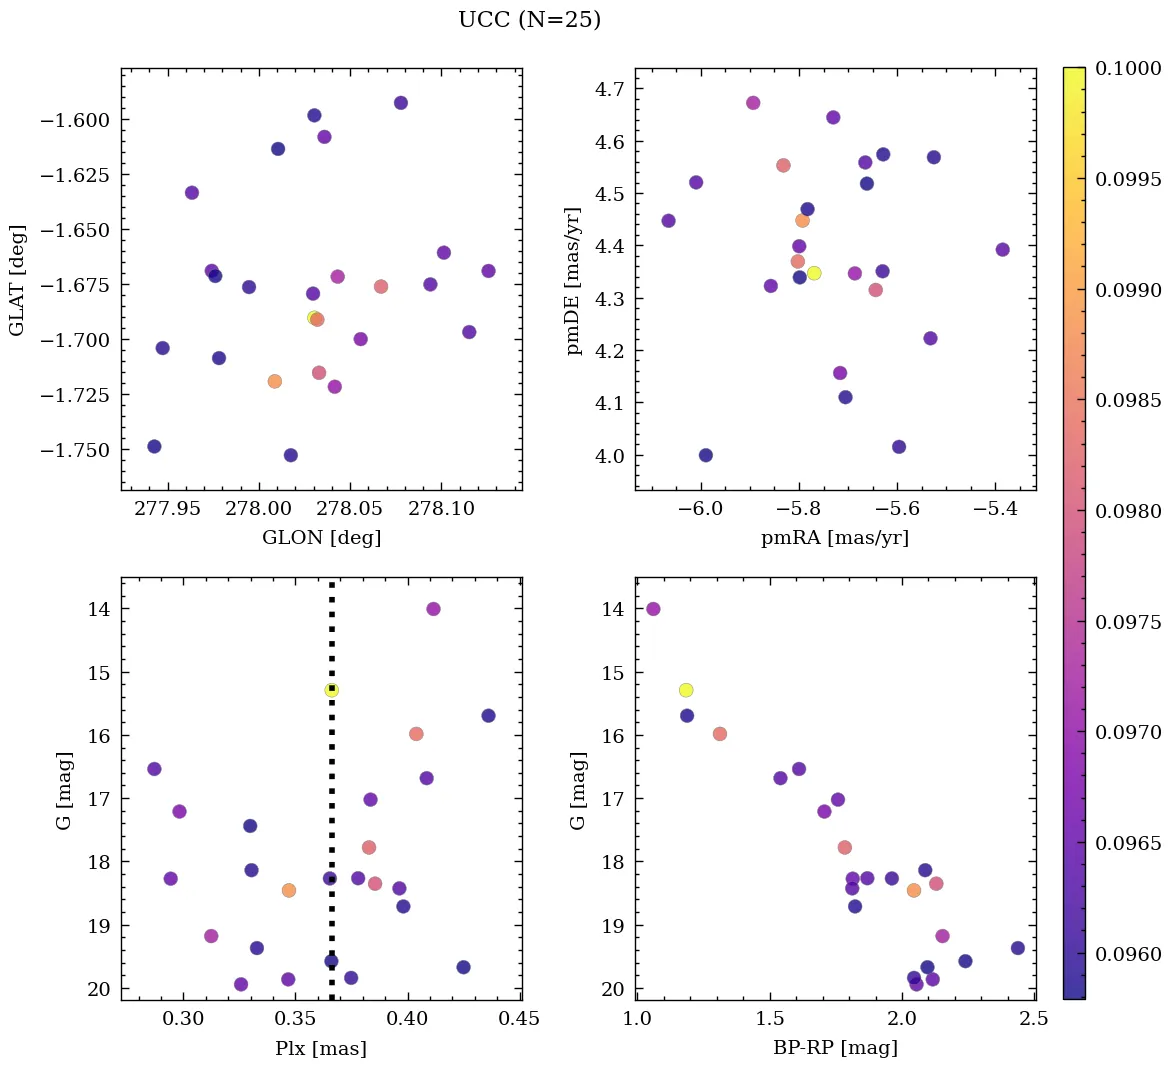 UCC (N=25)
−1.600
−1.625
−1.650
−1.675
−1.700
−1.725
−1.750
GLAT [deg]
277.95 278.00 278.05 278.10
GLON [deg]
4.7
4.6
4.5
4.4
4.3
4.2
4.1
4.0
pmDE [mas/yr]
−6.0 −5.8 −5.6 −5.4
pmRA [mas/yr]
14
15
16
17
18
19
20
G [mag]
0.30 0.35 0.40 0.45
Plx [mas]
14
15
16
17
18
19
20
G [mag]
1.0 1.5 2.0 2.5
BP-RP [mag]
0.1000
0.0995
0.0990
0.0985
0.0980
0.0975
0.0970
0.0965
0.0960